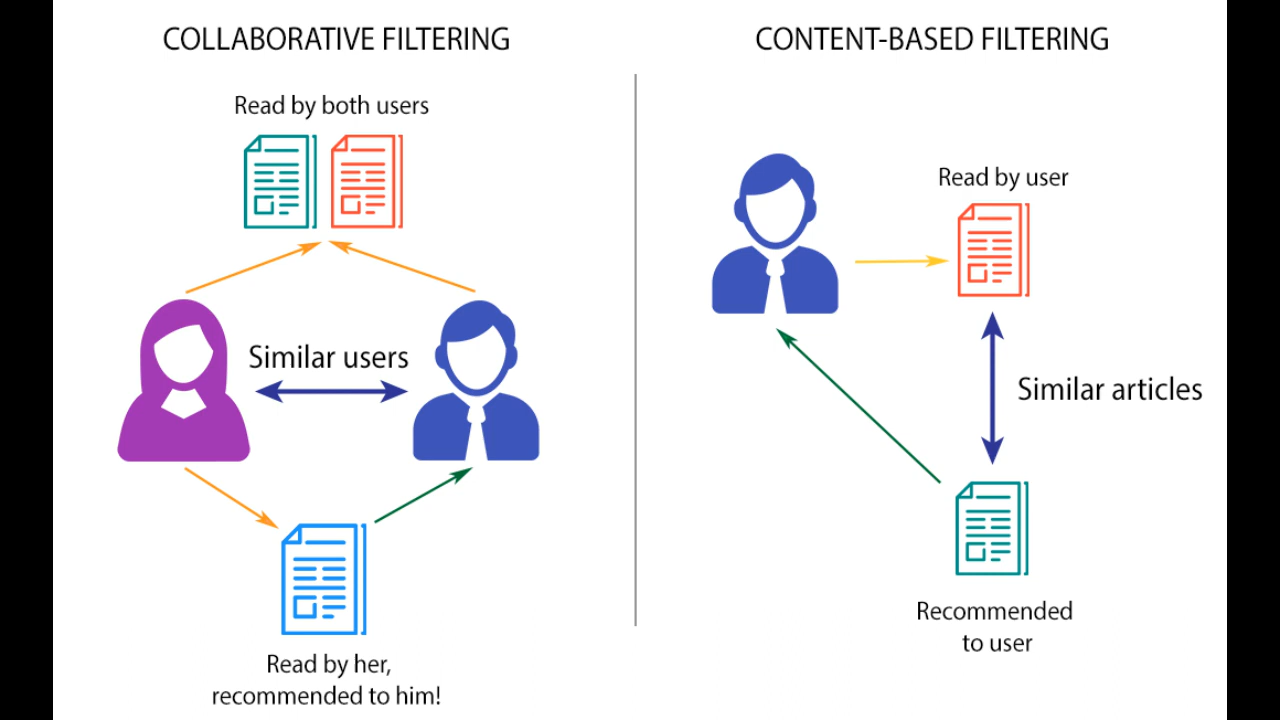 COLLABORATIVE FILTERING
Read by both users
Similar users
Read by her,
recommended to him!
CONTENT-BASED FILTERING
Read by user
Similar articles
Recommended
to user